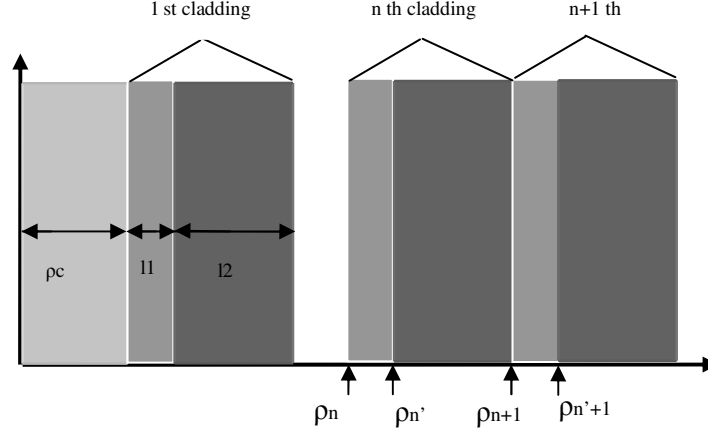 1 st cladding n th cladding n+1 th
ρc l1 l2
ρn ρn' ρn+1 ρn'+1